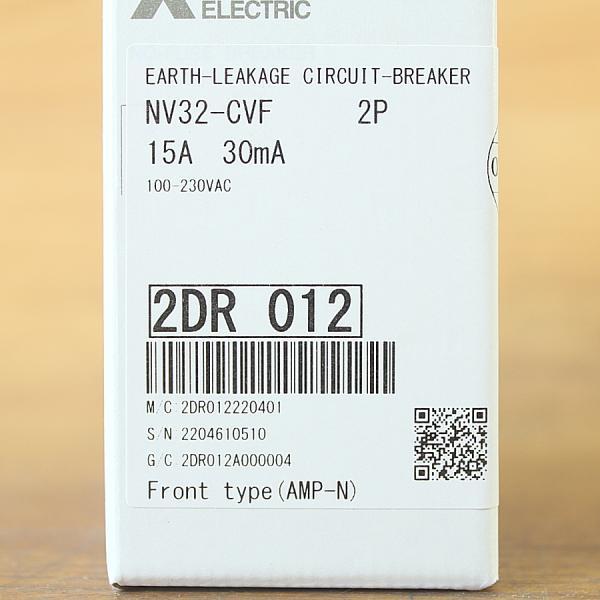 ELECTRIC
EARTH-LEAKAGE CIRCUIT-BREAKER
NV32-CVF 2P
15A 30mA
100-230VAC
2DR 012
M/C:2DR012220401
S/N:2204610510
G/C:2DR012A000004
Front type(AMP-N)